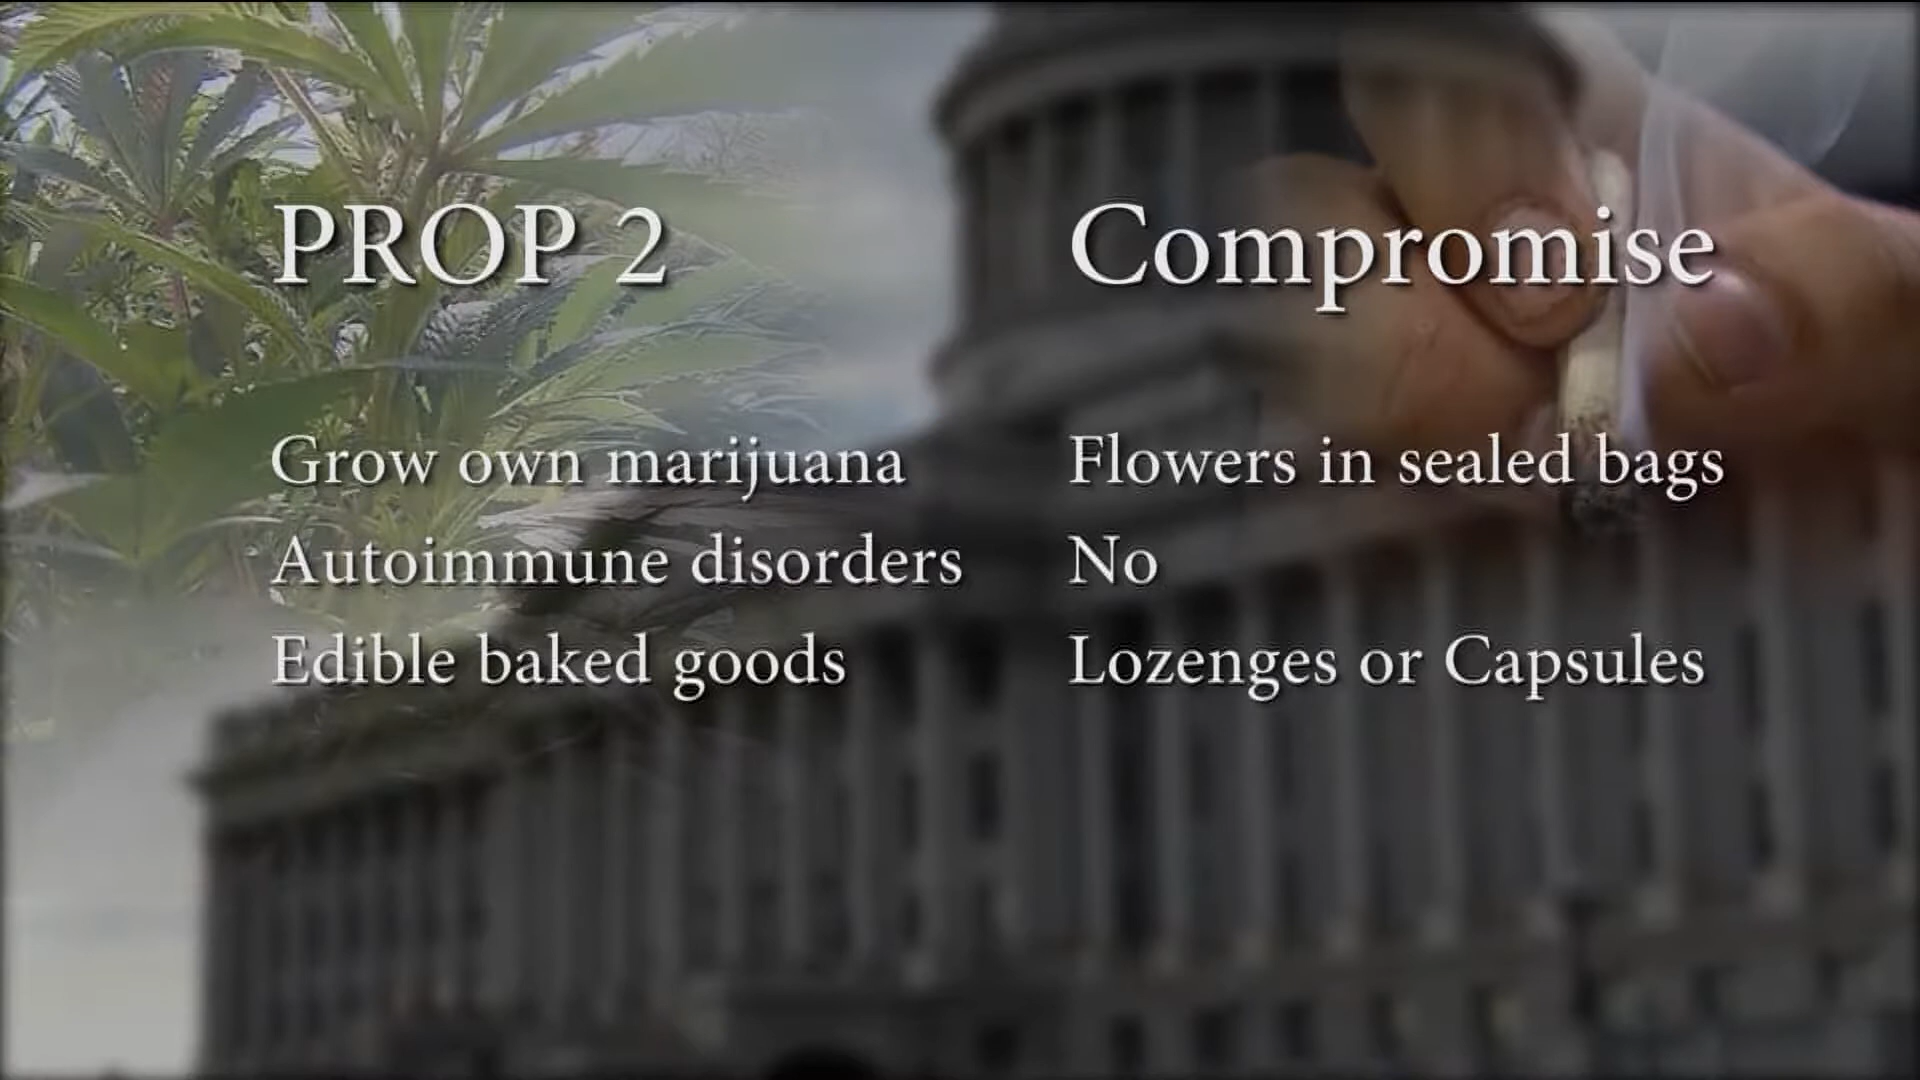 PROP 2
Compromise
Grow own marijuana
Flowers in sealed bags
Autoimmune disorders
No
Edible baked goods
Lozenges or Capsules